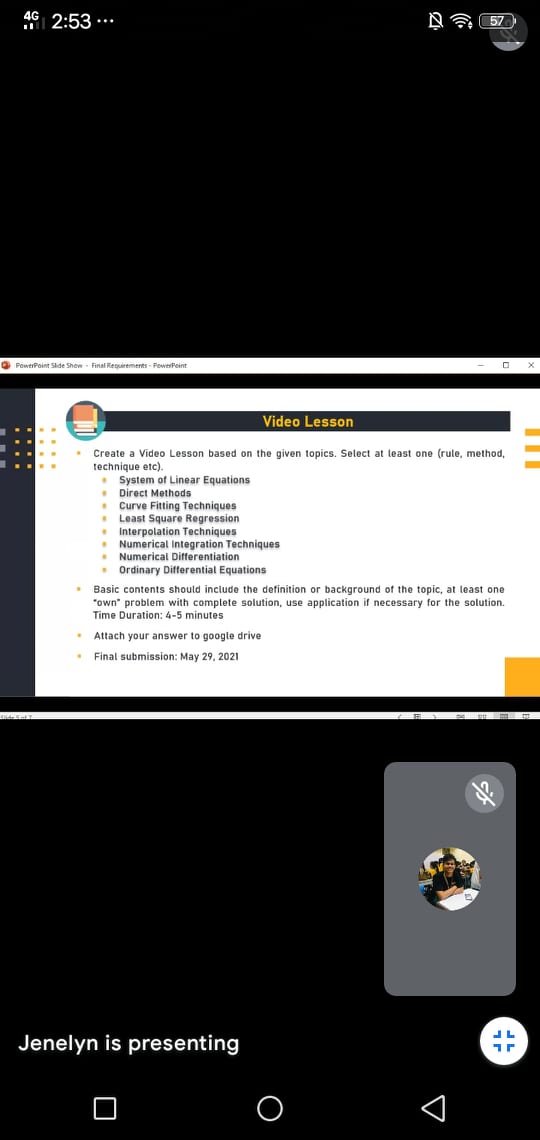 4G 2:53 ··· 57
PowerPoint Slide Show - Final Requirements - PowerPoint
Video Lesson
Create a Video Lesson based on the given topics. Select at least one (rule, method,
technique etc).
System of Linear Equations
Direct Methods
Curve Fitting Techniques
Least Square Regression
Interpolation Techniques
Numerical Integration Techniques
Numerical Differentiation
Ordinary Differential Equations
Basic contents should include the definition or background of the topic, at least one
"own" problem with complete solution, use application if necessary for the solution.
Time Duration: 4-5 minutes
Attach your answer to google drive
Final submission: May 29, 2021
Slide 5 of 7
Jenelyn is presenting